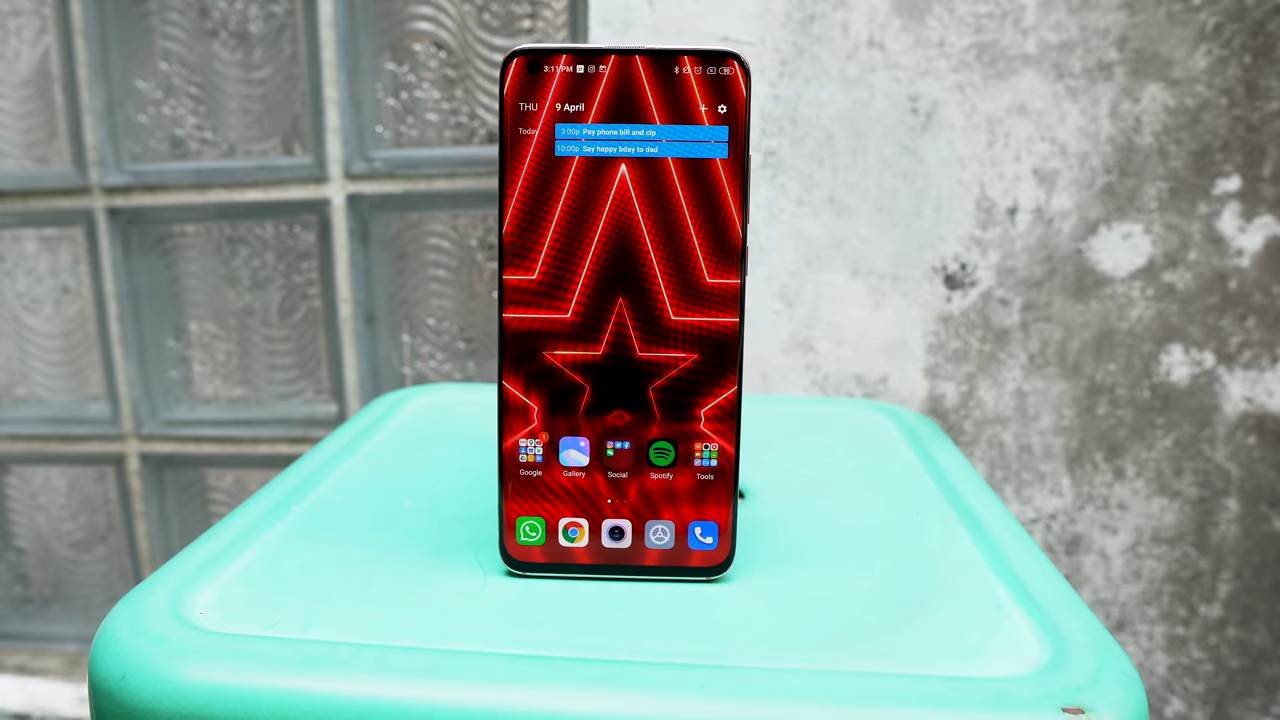 3:11 PM
THU 9 April
Today 3:00p Pay phone bill and clp
10:00p Say happy bday to dad
Google Gallery Social Spotify Tools